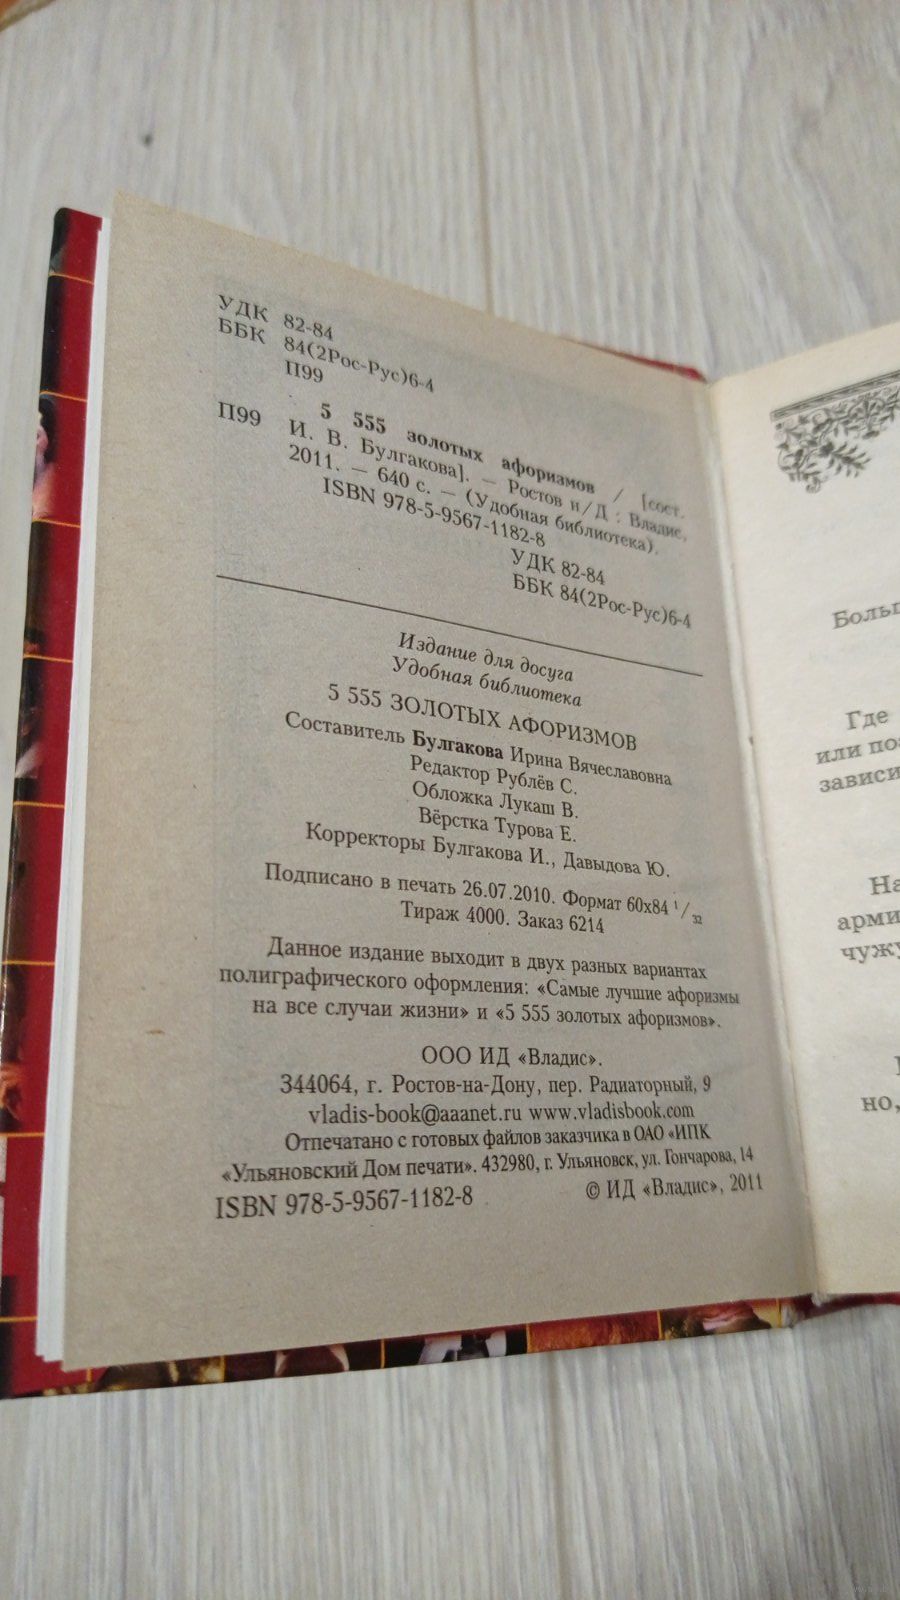 УДК 82-84
ББК 84(2Рос-Рус)6-4
П99
П99 5 555 золотых афоризмов / [сост.
И. В. Булгакова]. — Ростов н/Д : Владис,
2011. — 640 с. — (Удобная библиотека).
ISBN 978-5-9567-1182-8
УДК 82-84
ББК 84(2Рос-Рус)6-4
Издание для досуга
Удобная библиотека
5 555 ЗОЛОТЫХ АФОРИЗМОВ
Составитель Булгакова Ирина Вячеславовна
Редактор Рублёв С.
Обложка Лукаш В.
Вёрстка Турова Е.
Корректоры Булгакова И., Давыдова Ю.
Подписано в печать 26.07.2010. Формат 60х84 1/32
Тираж 4000. Заказ 6214
Данное издание выходит в двух разных вариантах
полиграфического оформления: «Самые лучшие афоризмы
на все случаи жизни» и «5 555 золотых афоризмов».
ООО ИД «Владис».
344064, г. Ростов-на-Дону, пер. Радиаторный, 9
vladis-book@aaanet.ru www.vladisbook.com
Отпечатано с готовых файлов заказчика в ОАО «ИПК
«Ульяновский Дом печати». 432980, г. Ульяновск, ул. Гончарова, 14
ISBN 978-5-9567-1182-8 © ИД «Владис», 2011
Где
или
На
но,